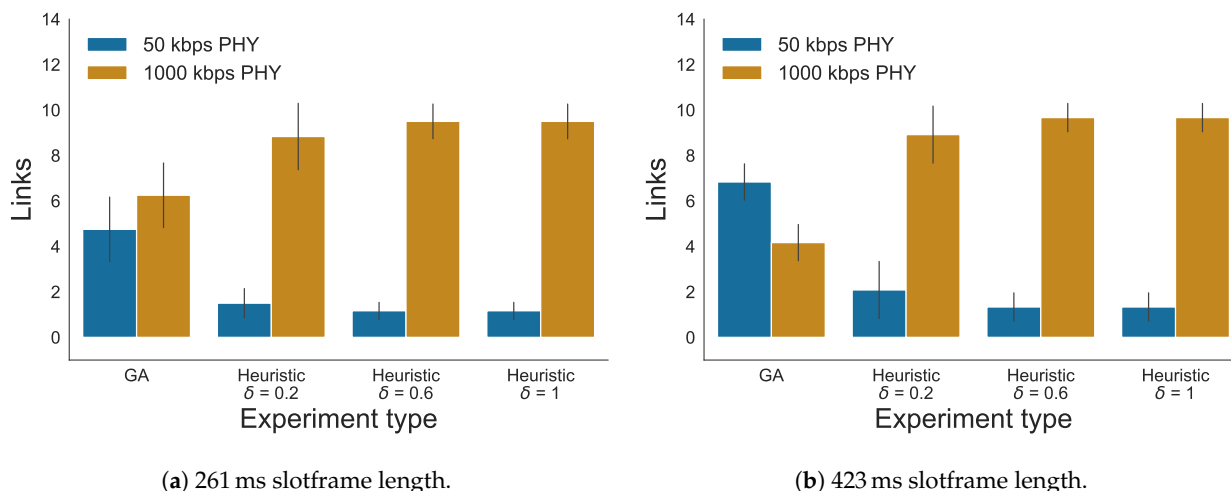 14
12
10
8
6
4
2
0
Links
50 kbps PHY
1000 kbps PHY
GA
Heuristic
δ = 0.2
Heuristic
δ = 0.6
Heuristic
δ = 1
Experiment type
(a) 261 ms slotframe length.
14
12
10
8
6
4
2
0
Links
50 kbps PHY
1000 kbps PHY
GA
Heuristic
δ = 0.2
Heuristic
δ = 0.6
Heuristic
δ = 1
Experiment type
(b) 423 ms slotframe length.